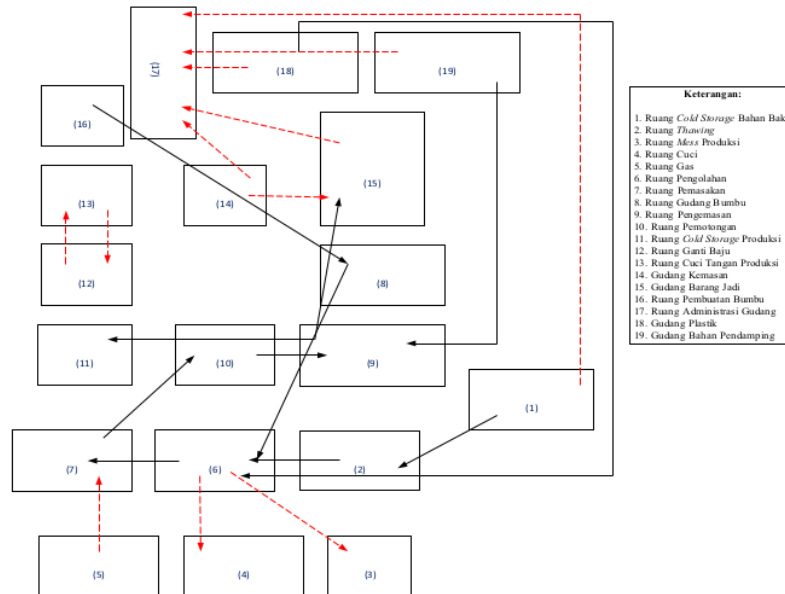 (17)
(18)
(19)
(16)
(15)
(13)
(14)
(12)
(8)
(11)
(10)
(9)
(1)
(7)
(6)
(2)
(5)
(4)
(3)
Keterangan:
1. Ruang Cold Storage Bahan Bak
2. Ruang Thawing
3. Ruang Mess Produksi
4. Ruang Cuci
5. Ruang Gas
6. Ruang Pengolahan
7. Ruang Pemasakan
8. Ruang Gudang Bumbu
9. Ruang Pengemasan
10. Ruang Pemotongan
11. Ruang Cold Storage Produksi
12. Ruang Ganti Baju
13. Ruang Cuci Tangan Produksi
14. Gudang Kemasan
15. Gudang Barang Jadi
16. Ruang Pembuatan Bumbu
17. Ruang Administrasi Gudang
18. Gudang Plastik
19. Gudang Bahan Pendamping